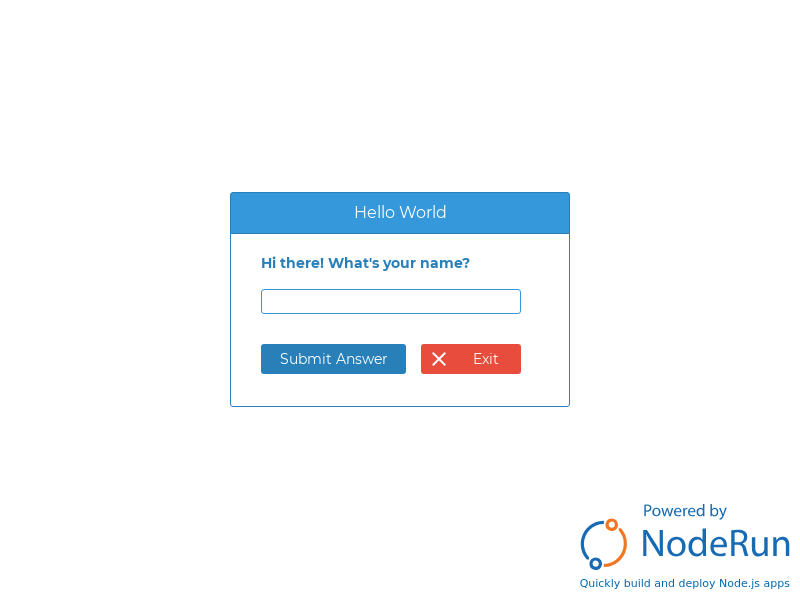 Hello World
Hi there! What's your name?
Submit Answer
Exit
Powered by
NodeRun
Quickly build and deploy Node.js apps